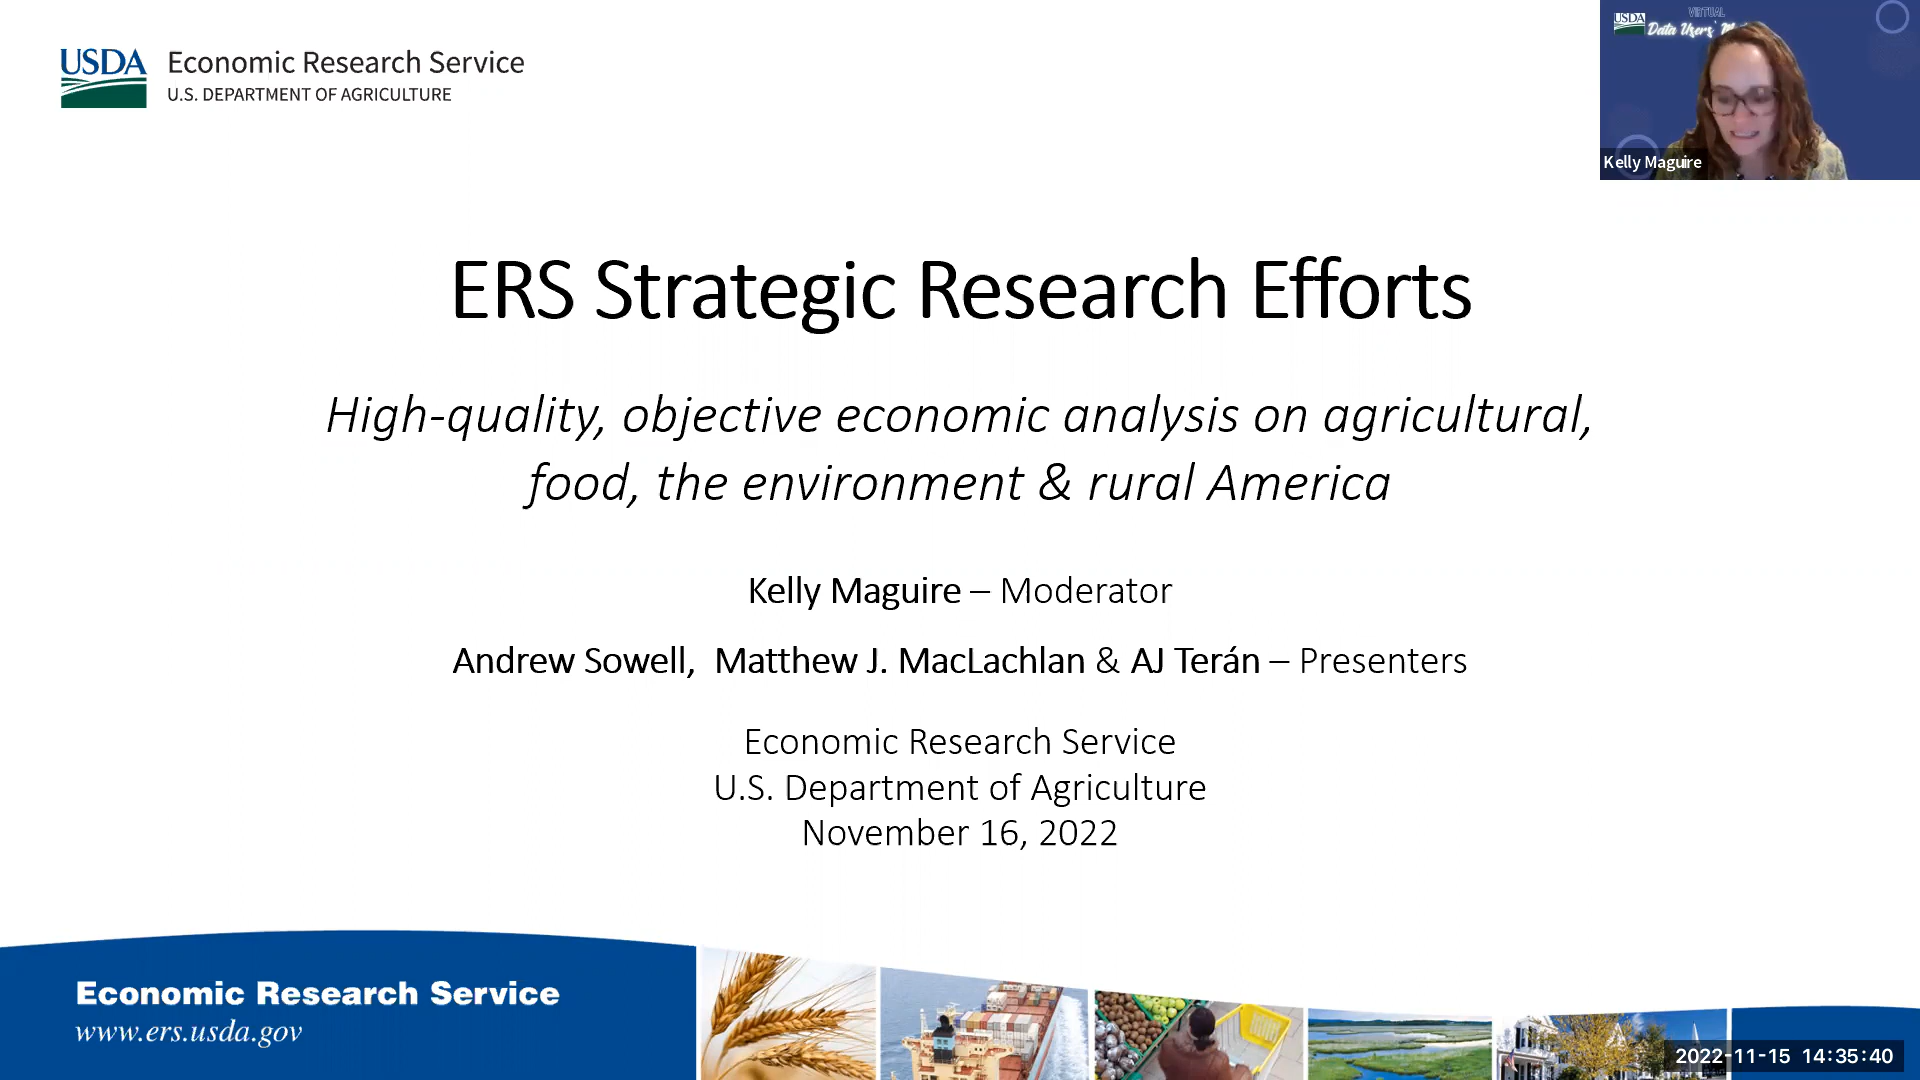 USDA
Economic Research Service
U.S. DEPARTMENT OF AGRICULTURE
USDA
VIRTUAL
Data Users'
Kelly Maguire
ERS Strategic Research Efforts
High-quality, objective economic analysis on agricultural,
food, the environment & rural America
Kelly Maguire – Moderator
Andrew Sowell, Matthew J. MacLachlan & AJ Terán – Presenters
Economic Research Service
U.S. Department of Agriculture
November 16, 2022
Economic Research Service
www.ers.usda.gov
2022-11-15 14:35:40